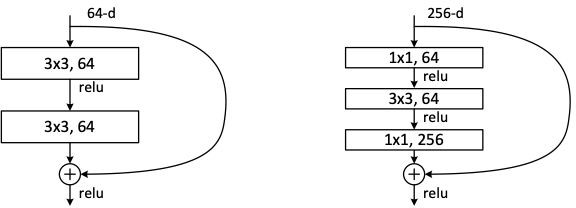 64-d
3x3, 64
relu
3x3, 64
+
relu
256-d
1x1, 64
relu
3x3, 64
relu
1x1, 256
+
relu